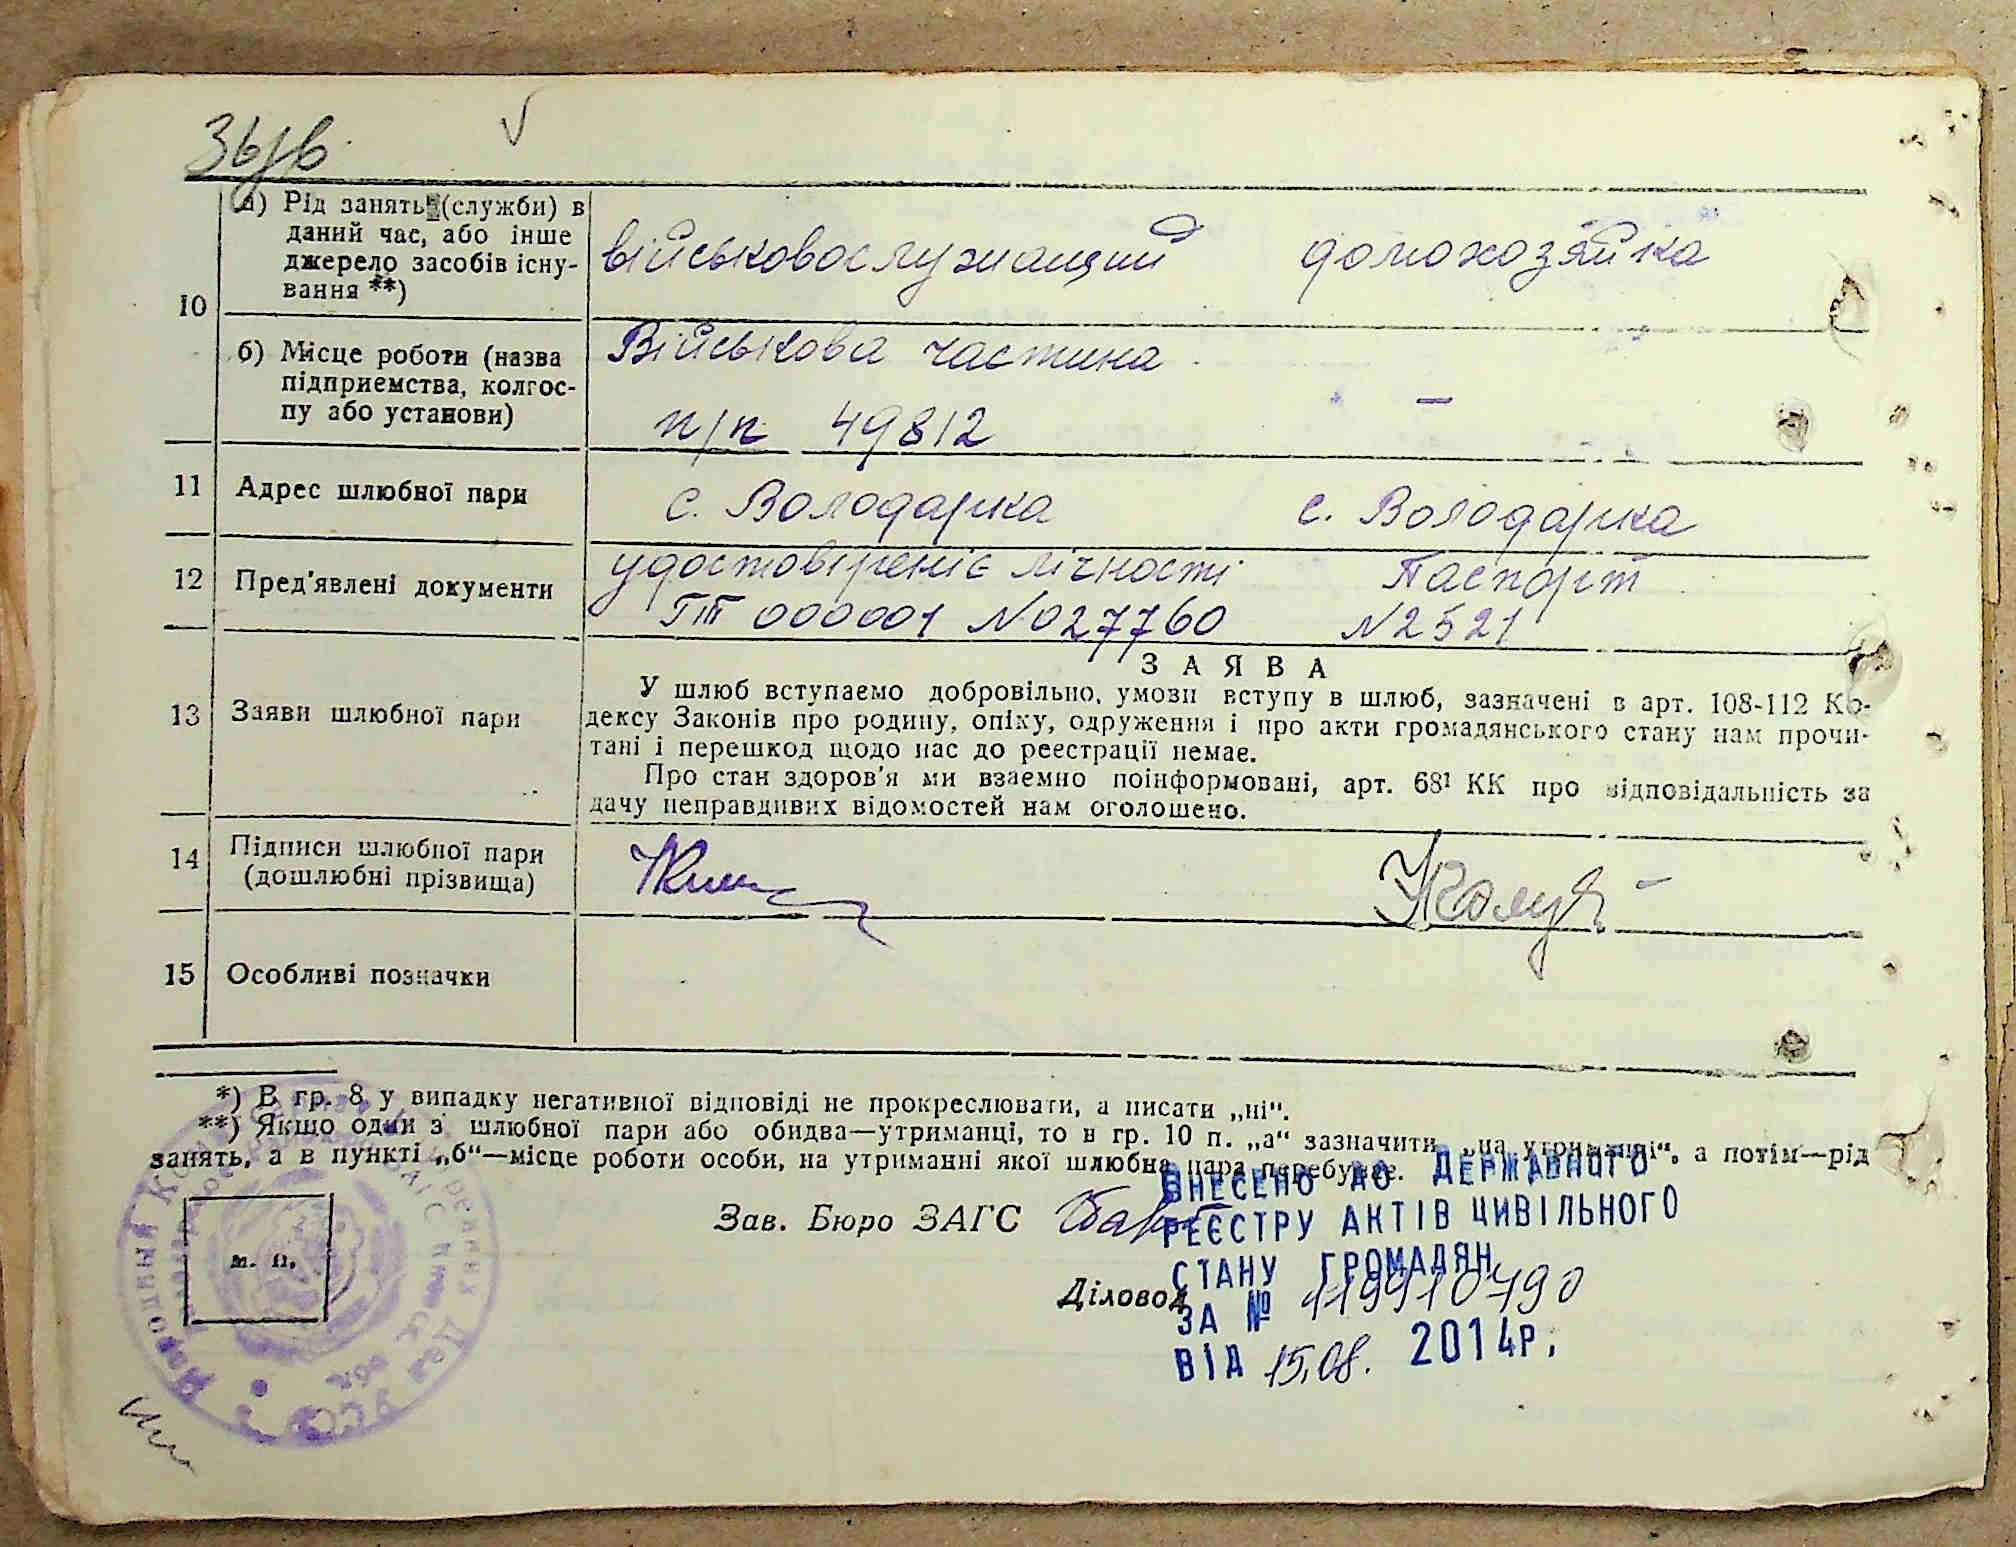 а) Рід занять (служби) в
даний час, або інше
джерело засобів існу-
вання **)
військовослужащий домохозяйка
10
б) Місце роботи (назва
підприємства, колгос-
пу або установи)
Військова частина
п/п 49812 —
11 Адрес шлюбної пари
с. Володарка с. Володарка
12 Пред'явлені документи
удостовіреніє лічності Паспорт
ГТ 000001 № 027760 № 2521
13 Заяви шлюбної пари
ЗАЯВА
У шлюб вступаємо добровільно, умови вступу в шлюб, зазначені в арт. 108-112 Ко-
дексу Законів про родину, опіку, одруження і про акти громадянського стану нам прочи-
тані і перешкод щодо нас до реєстрації немає.
Про стан здоров'я ми взаємно поінформовані, арт. 68¹ КК про відповідальність за
дачу неправдивих відомостей нам оголошено.
14 Підписи шлюбної пари
(дошлюбні прізвища)
15 Особливі позначки
*) В гр. 8 у випадку негативної відповіді не прокреслювати, а писати „ні“.
**) Якщо один з шлюбної пари або обидва—утриманці, то в гр. 10 п. „а“ зазначити „на утриманні“, а потім—рід
занять, а в пункті „б“—місце роботи особи, на утриманні якої шлюбна пара перебуває.
Зав. Бюро ЗАГС
м. п.
Діловод
ВНЕСЕНО ДО ДЕРЖАВНОГО
РЕЄСТРУ АКТІВ ЦИВІЛЬНОГО
СТАНУ ГРОМАДЯН
ЗА № 119910790
ВІД 15.08. 2014р.